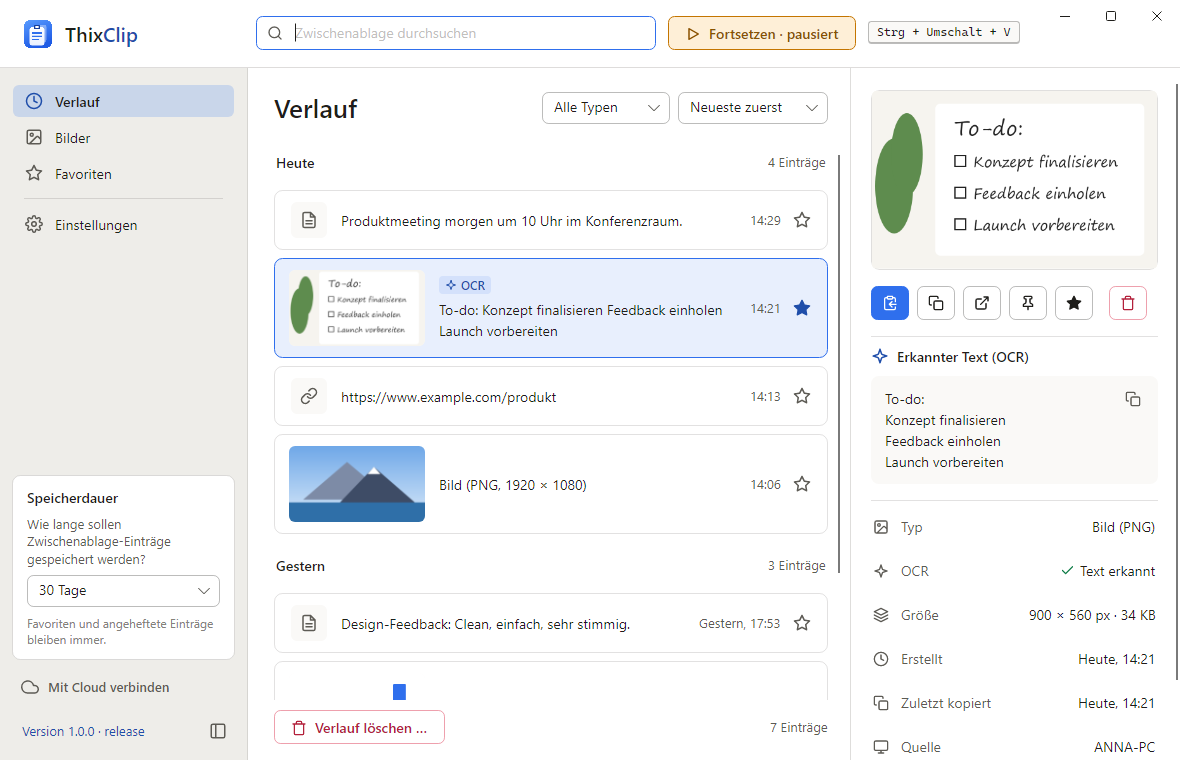 ThixClip
Zwischenablage durchsuchen
Fortsetzen · pausiert
Strg + Umschalt + V
Verlauf
Bilder
Favoriten
Einstellungen
Speicherdauer
Wie lange sollen
Zwischenablage-Einträge
gespeichert werden?
30 Tage
Favoriten und angeheftete Einträge
bleiben immer.
Mit Cloud verbinden
Version 1.0.0 · release
Verlauf
Alle Typen
Neueste zuerst
Heute
4 Einträge
Produktmeeting morgen um 10 Uhr im Konferenzraum.
14:29
To-do:
Konzept finalisieren
Feedback einholen
Launch vorbereiten
OCR
To-do: Konzept finalisieren Feedback einholen
Launch vorbereiten
14:21
https://www.example.com/produkt
14:13
Bild (PNG, 1920 × 1080)
14:06
Gestern
3 Einträge
Design-Feedback: Clean, einfach, sehr stimmig.
Gestern, 17:53
Verlauf löschen ...
7 Einträge
To-do:
Konzept finalisieren
Feedback einholen
Launch vorbereiten
Erkannter Text (OCR)
To-do:
Konzept finalisieren
Feedback einholen
Launch vorbereiten
Typ
Bild (PNG)
OCR
Text erkannt
Größe
900 × 560 px · 34 KB
Erstellt
Heute, 14:21
Zuletzt kopiert
Heute, 14:21
Quelle
ANNA-PC